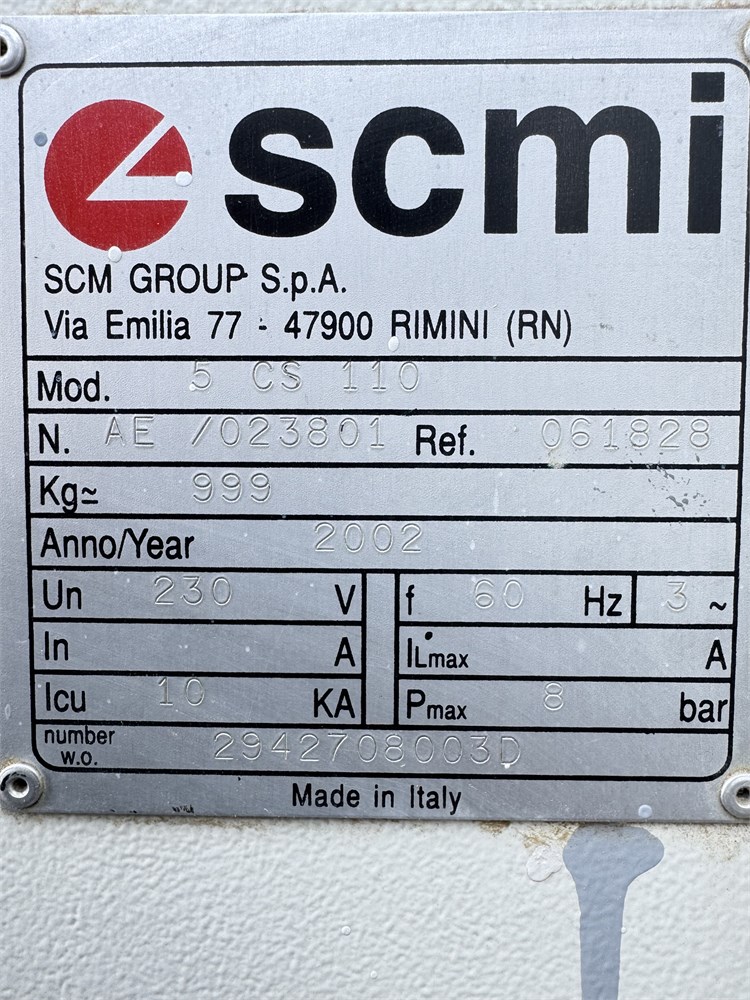 scmi
SCM GROUP S.p.A.
Via Emilia 77 - 47900 RIMINI (RN)
Mod. 5 CS 110
N. AE /023801 Ref. 061828
Kg≃ 999
Anno/Year 2002
Un 230 V f 60 Hz 3 ~
In A ILmax A
Icu 10 KA Pmax 8 bar
number
w.o. 2942708003D
Made in Italy